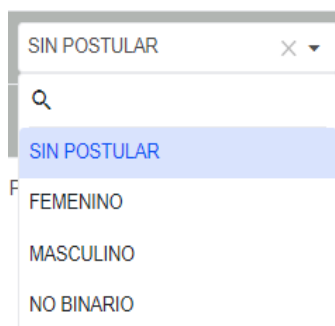 SIN POSTULAR
SIN POSTULAR
F
FEMENINO
MASCULINO
NO BINARIO